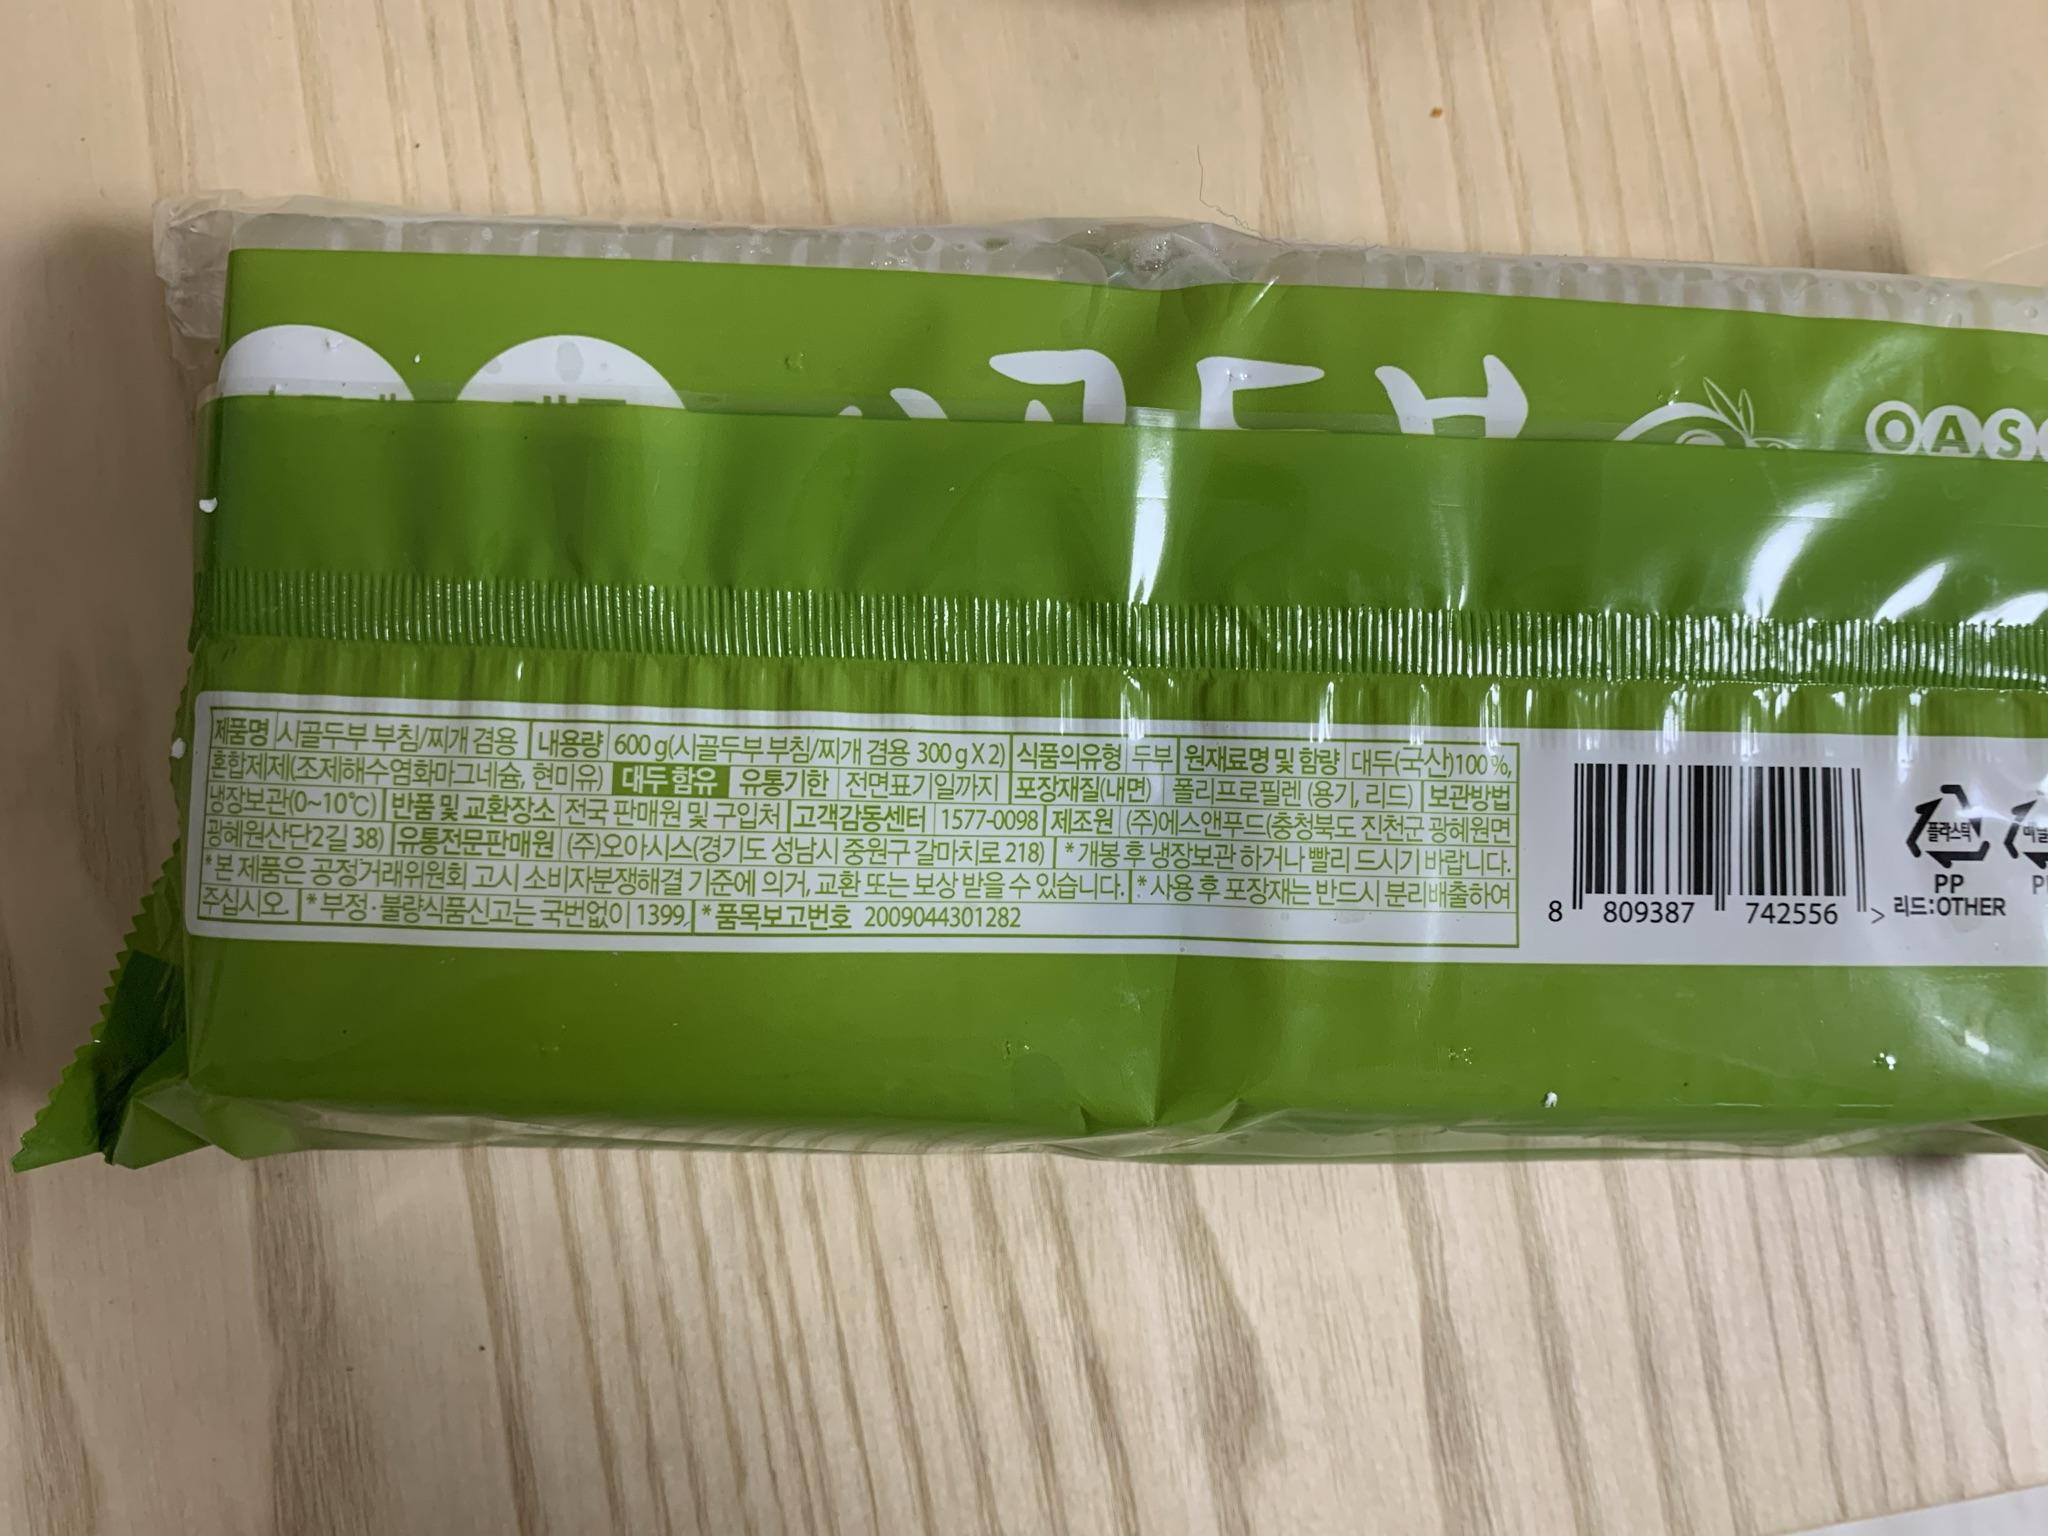 OAS
제품명 시골두부 부침/찌개 겸용 내용량 600 g(시골두부 부침/찌개 겸용 300 g X 2) 식품의유형 두부 원재료명 및 함량 대두(국산)100%,
혼합제제(조제해수염화마그네슘, 현미유) 대두 함유 유통기한 전면표기일까지 포장재질(내면) 폴리프로필렌 (용기, 리드) 보관방법
냉장보관(0~10℃) 반품 및 교환장소 전국 판매원 및 구입처 고객감동센터 1577-0098 제조원 (주)에스앤푸드(충청북도 진천군 광혜원면
광혜원산단2길 38) 유통전문판매원 (주)오아시스(경기도 성남시 중원구 갈마치로 218) *개봉 후 냉장보관 하거나 빨리 드시기 바랍니다.
*본 제품은 공정거래위원회 고시 소비자분쟁해결 기준에 의거, 교환 또는 보상 받을 수 있습니다. *사용 후 포장재는 반드시 분리배출하여
주십시오. *부정·불량식품신고는 국번없이 1399, *품목보고번호 2009044301282
8 809387 742556 >
플라스틱
PP
리드:OTHER